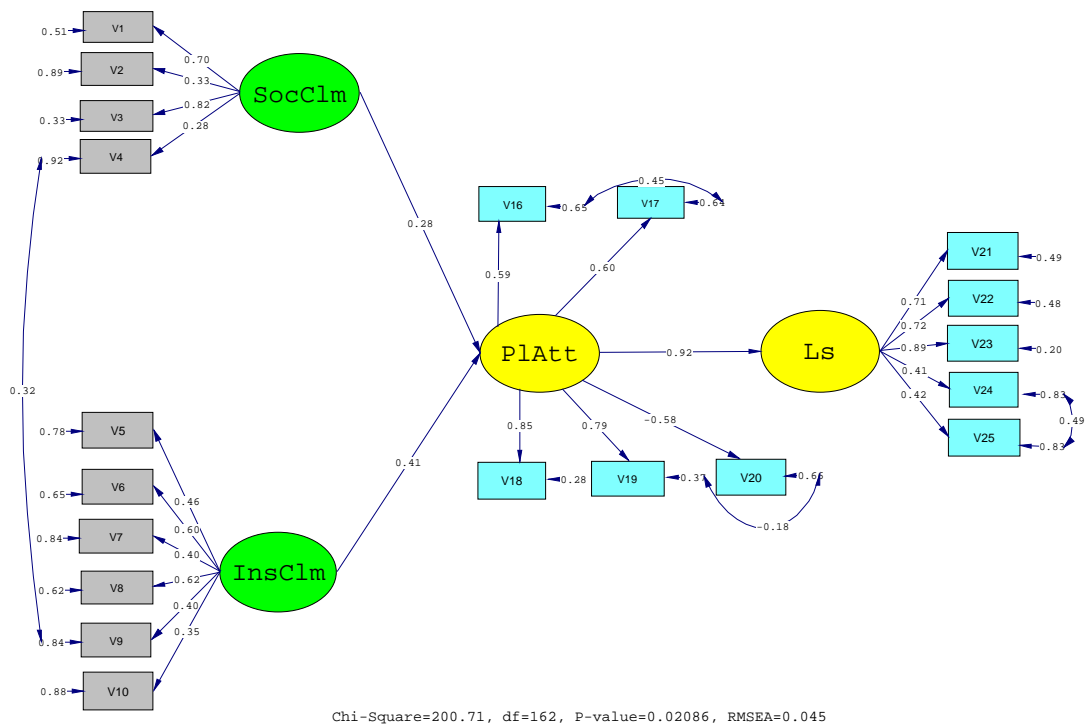 V1
0.51
0.70
V2
0.89
0.33
V3
0.33
0.82
V4
0.92
0.28
SocClm
0.28
0.32
V16
0.65
0.45
V17
0.64
0.59
0.60
PlAtt
0.92
Ls
V21
0.49
0.71
V22
0.48
0.72
V23
0.20
0.89
V24
0.83
0.41
V25
0.83
0.42
0.49
0.85
0.79
-0.58
V18
0.28
V19
0.37
V20
0.66
-0.18
0.41
V5
0.78
0.46
V6
0.65
0.60
V7
0.84
0.40
V8
0.62
0.62
V9
0.84
0.40
V10
0.88
0.35
InsClm
Chi-Square=200.71, df=162, P-value=0.02086, RMSEA=0.045